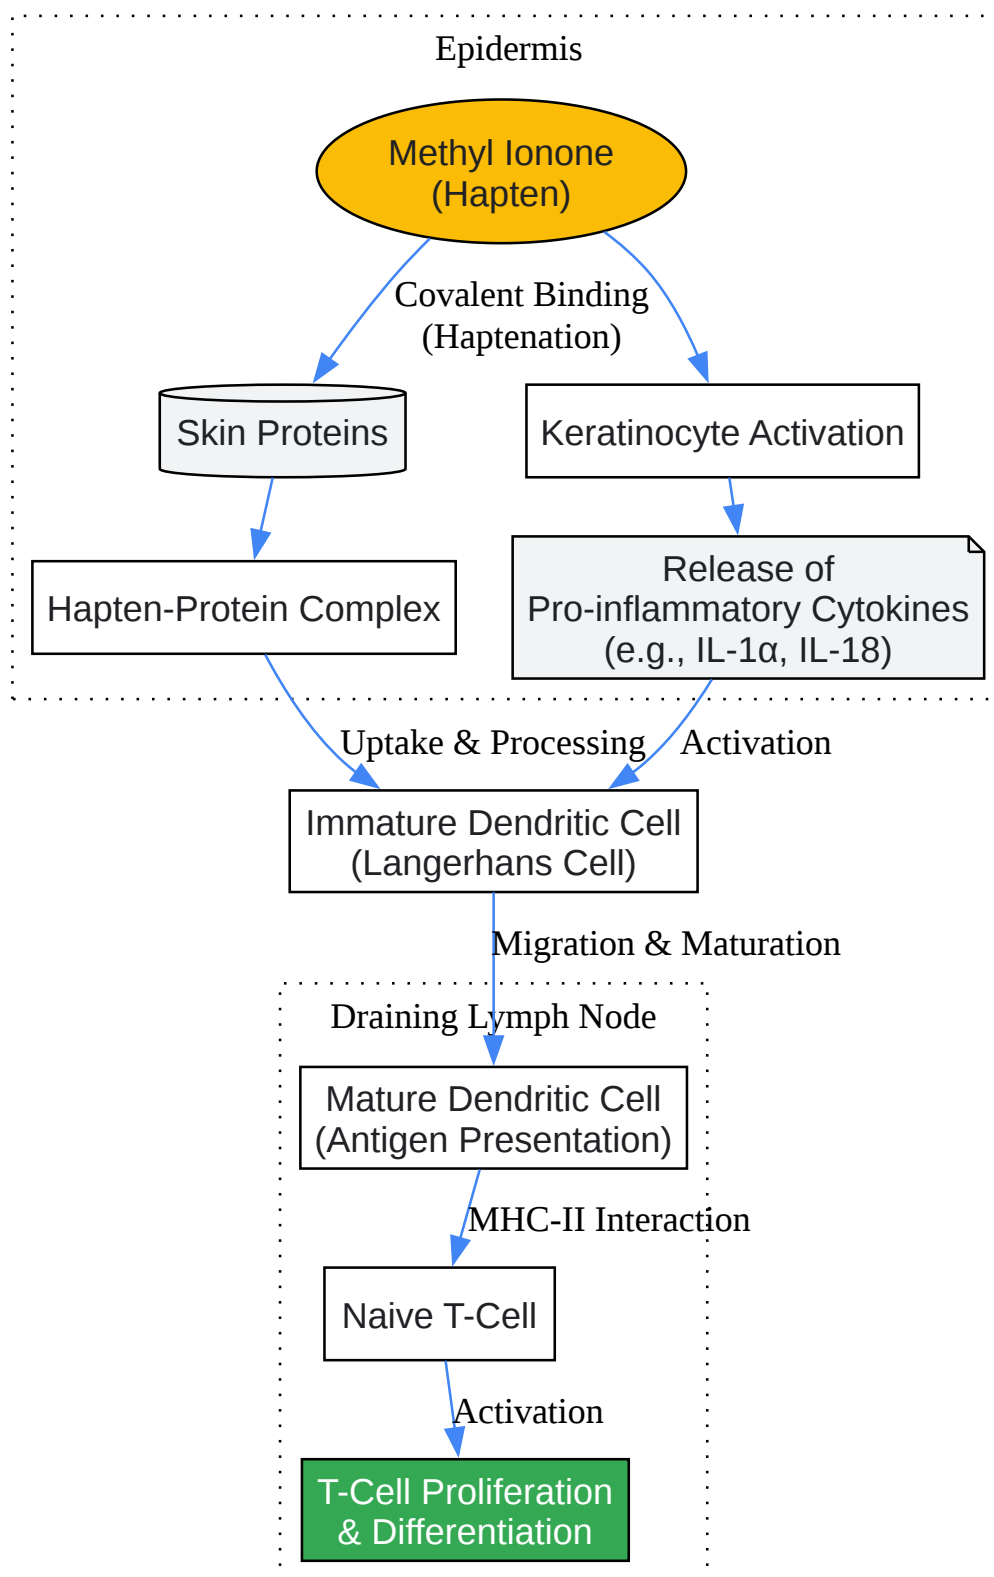 Epidermis
Methyl Ionone
(Hapten)
Covalent Binding
(Haptenation)
Skin Proteins
Keratinocyte Activation
Hapten-Protein Complex
Release of
Pro-inflammatory Cytokines
(e.g., IL-1α, IL-18)
Uptake & Processing
Activation
Immature Dendritic Cell
(Langerhans Cell)
Migration & Maturation
Draining Lymph Node
Mature Dendritic Cell
(Antigen Presentation)
MHC-II Interaction
Naive T-Cell
Activation
T-Cell Proliferation
& Differentiation